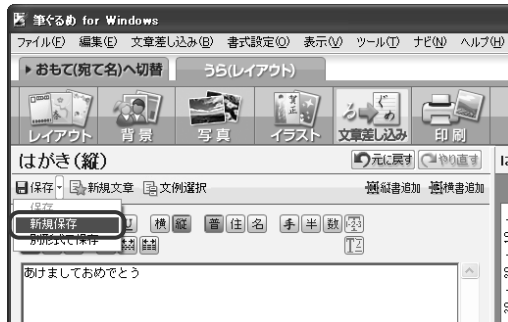 筆ぐるめ for Windows
ファイル(F) 編集(E) 文章差し込み(B) 書式設定(O) 表示(V) ツール(T) ナビ(N) ヘルプ(H)
おもて(宛て名)へ切替 うら(レイアウト)
レイアウト 背景 写真 イラスト 文章差し込み 印刷
はがき(縦) 元に戻す やり直す
保存 新規文章 文例選択 縦書追加 横書追加
保存
新規保存
別形式で保存
U 横 縦 普 住 名 手 半 数
あけましておめでとう